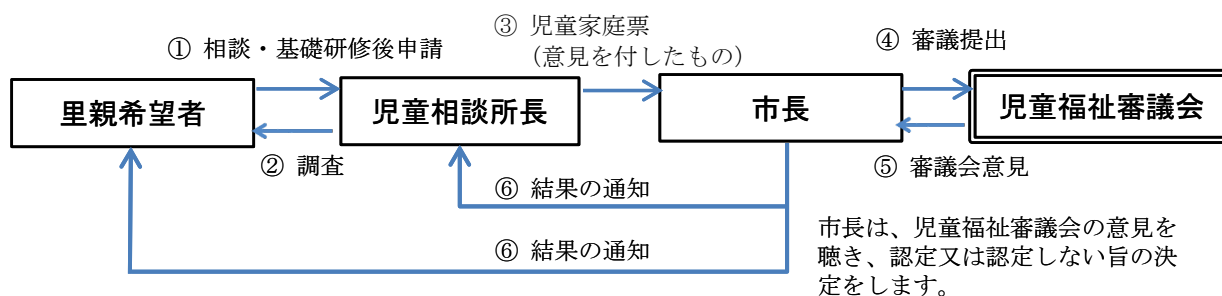 ① 相談・基礎研修後申請
③ 児童家庭票
(意見を付したもの)
④ 審議提出
里親希望者
児童相談所長
市長
児童福祉審議会
② 調査
⑤ 審議会意見
⑥ 結果の通知
⑥ 結果の通知
市長は、児童福祉審議会の意見を
聴き、認定又は認定しない旨の決
定をします。